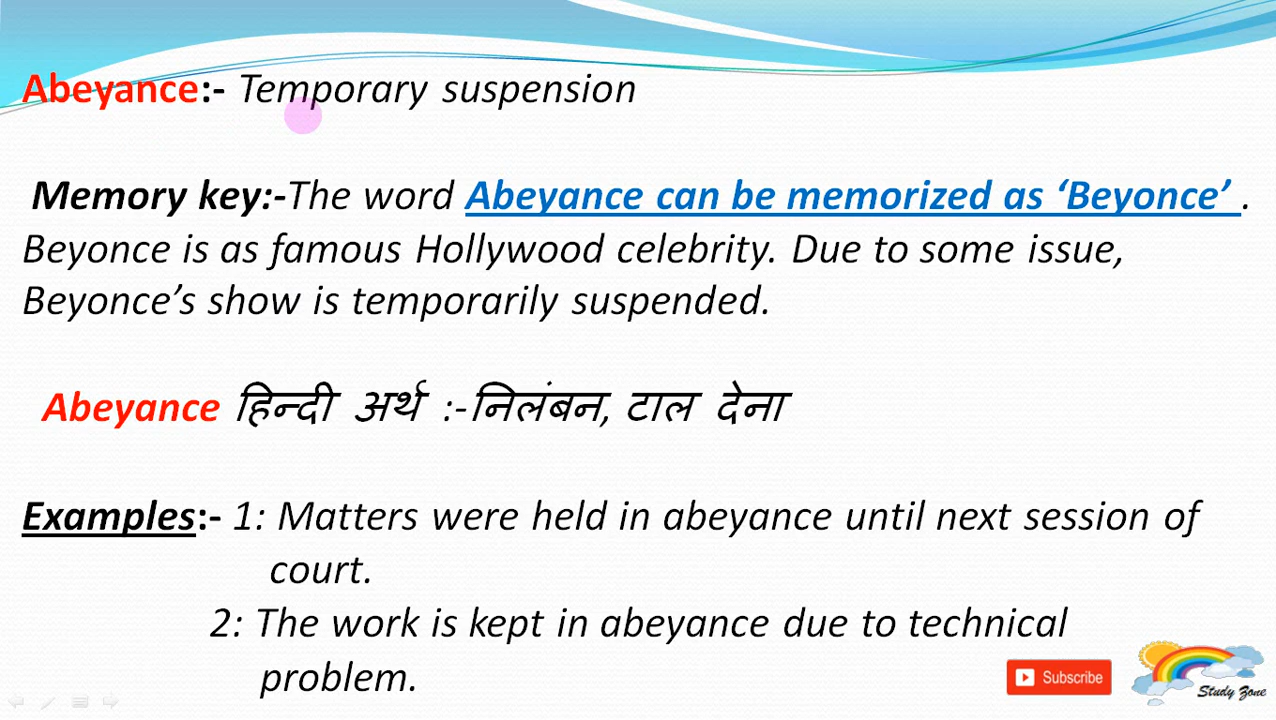 Abeyance:- Temporary suspension
Memory key:-The word Abeyance can be memorized as ‘Beyonce’ .
Beyonce is as famous Hollywood celebrity. Due to some issue,
Beyonce’s show is temporarily suspended.
Abeyance हिन्दी अर्थ :-निलंबन, टाल देना
Examples:- 1: Matters were held in abeyance until next session of
court.
2: The work is kept in abeyance due to technical
problem.
Subscribe
Study Zone